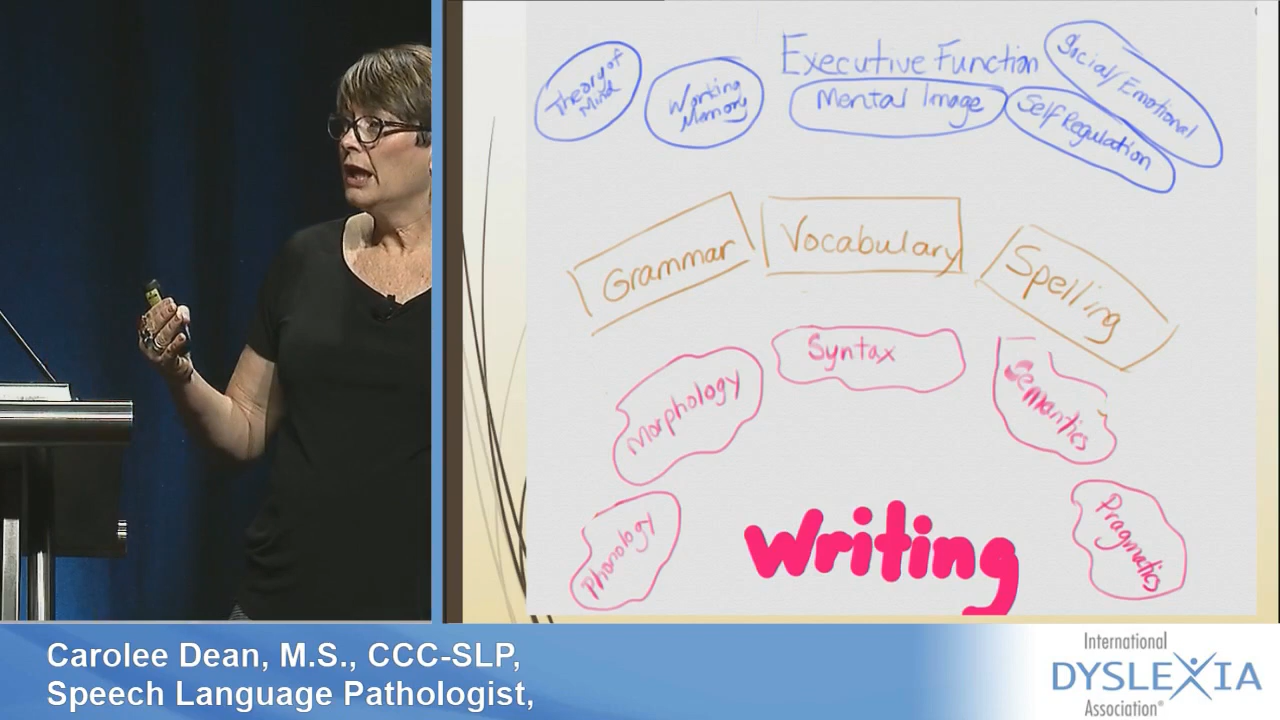 Executive Function
Theory of
Mind
Working
Memory
Mental Image
Social/Emotional
Self Regulation
Grammar
Vocabulary
Spelling
Morphology
Syntax
Semantics
Phonology
Writing
Pragmatics
Carolee Dean, M.S., CCC-SLP,
Speech Language Pathologist,
International
DYSLEXIA
Association®